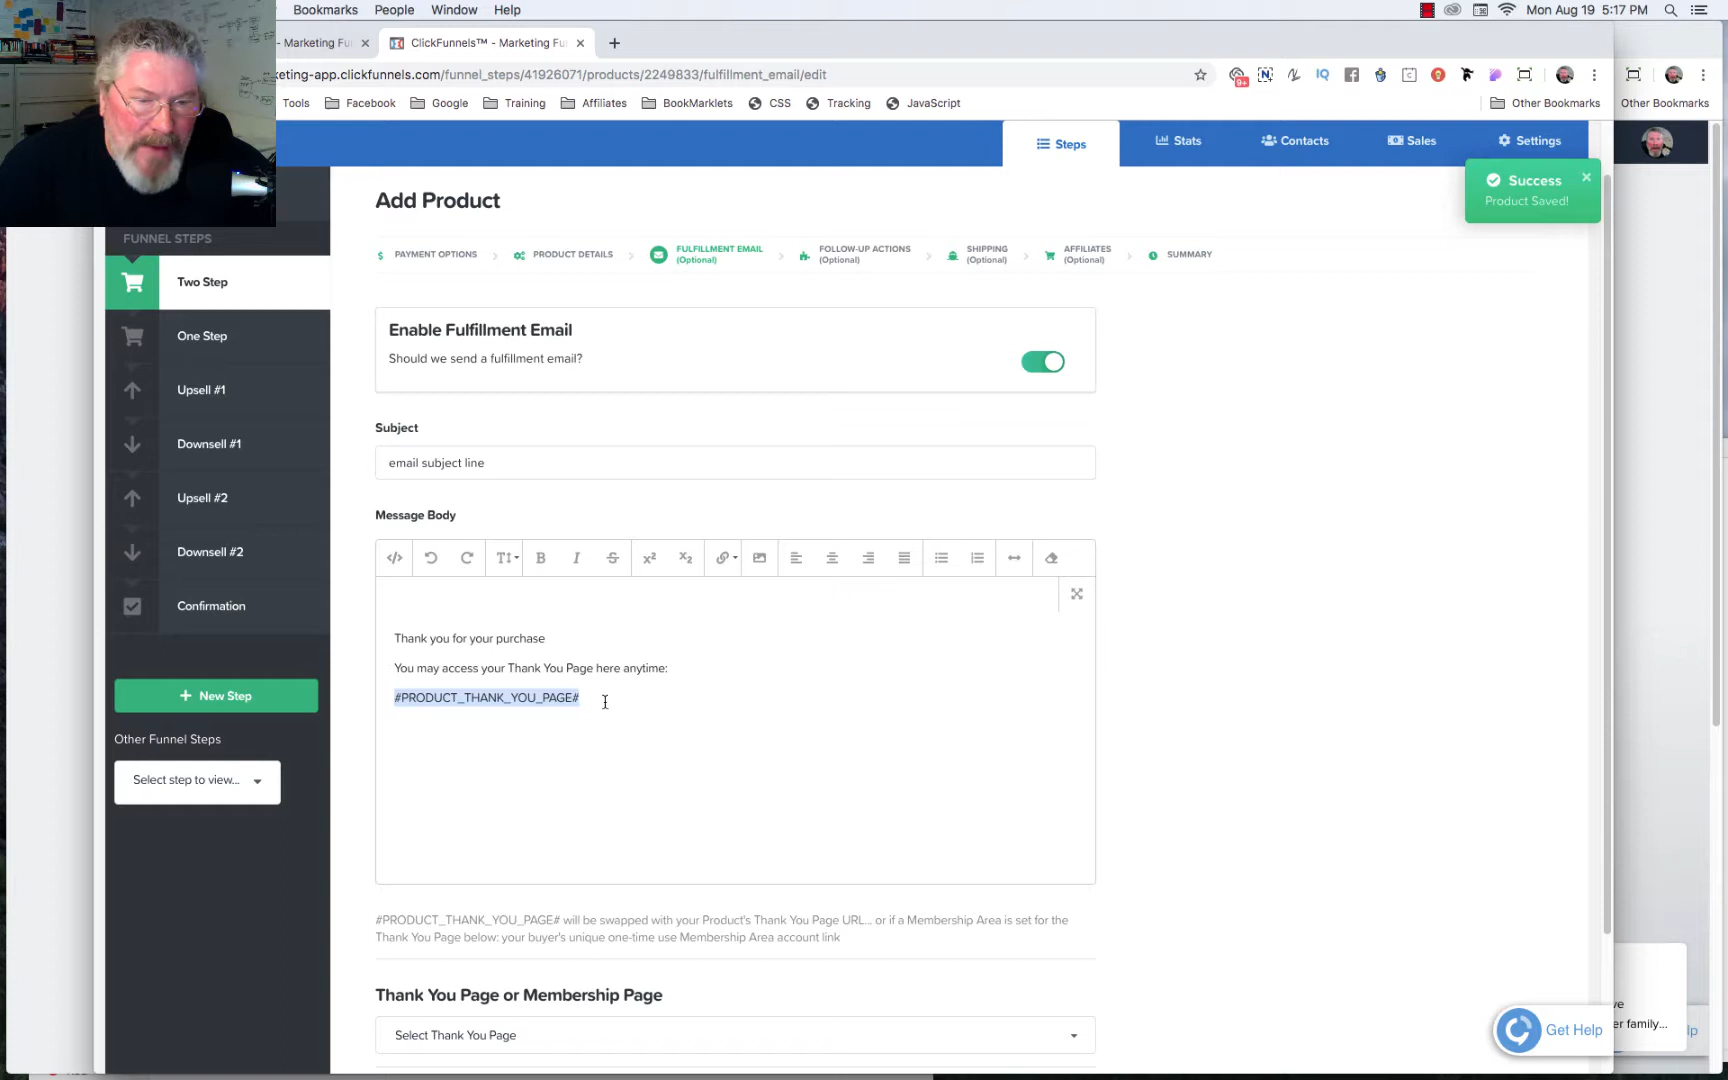 Bookmarks People Window Help
Mon Aug 19 5:17 PM
- Marketing Fu
ClickFunnels™ - Marketing Fu
keting-app.clickfunnels.com/funnel_steps/41926071/products/2249833/fulfillment_email/edit
Tools Facebook Google Training Affiliates BookMarklets CSS Tracking JavaScript Other Bookmarks Other Bookmarks
Steps Stats Contacts Sales Settings
Success
Product Saved!
Add Product
PAYMENT OPTIONS
PRODUCT DETAILS
FULFILLMENT EMAIL
(Optional)
FOLLOW-UP ACTIONS
(Optional)
SHIPPING
(Optional)
AFFILIATES
(Optional)
SUMMARY
FUNNEL STEPS
Two Step
One Step
Upsell #1
Downsell #1
Upsell #2
Downsell #2
Confirmation
+ New Step
Other Funnel Steps
Select step to view...
Enable Fulfillment Email
Should we send a fulfillment email?
Subject
email subject line
Message Body
Thank you for your purchase
You may access your Thank You Page here anytime:
#PRODUCT_THANK_YOU_PAGE#
#PRODUCT_THANK_YOU_PAGE# will be swapped with your Product's Thank You Page URL... or if a Membership Area is set for the
Thank You Page below: your buyer's unique one-time use Membership Area account link
Thank You Page or Membership Page
Select Thank You Page
Get Help
er family...